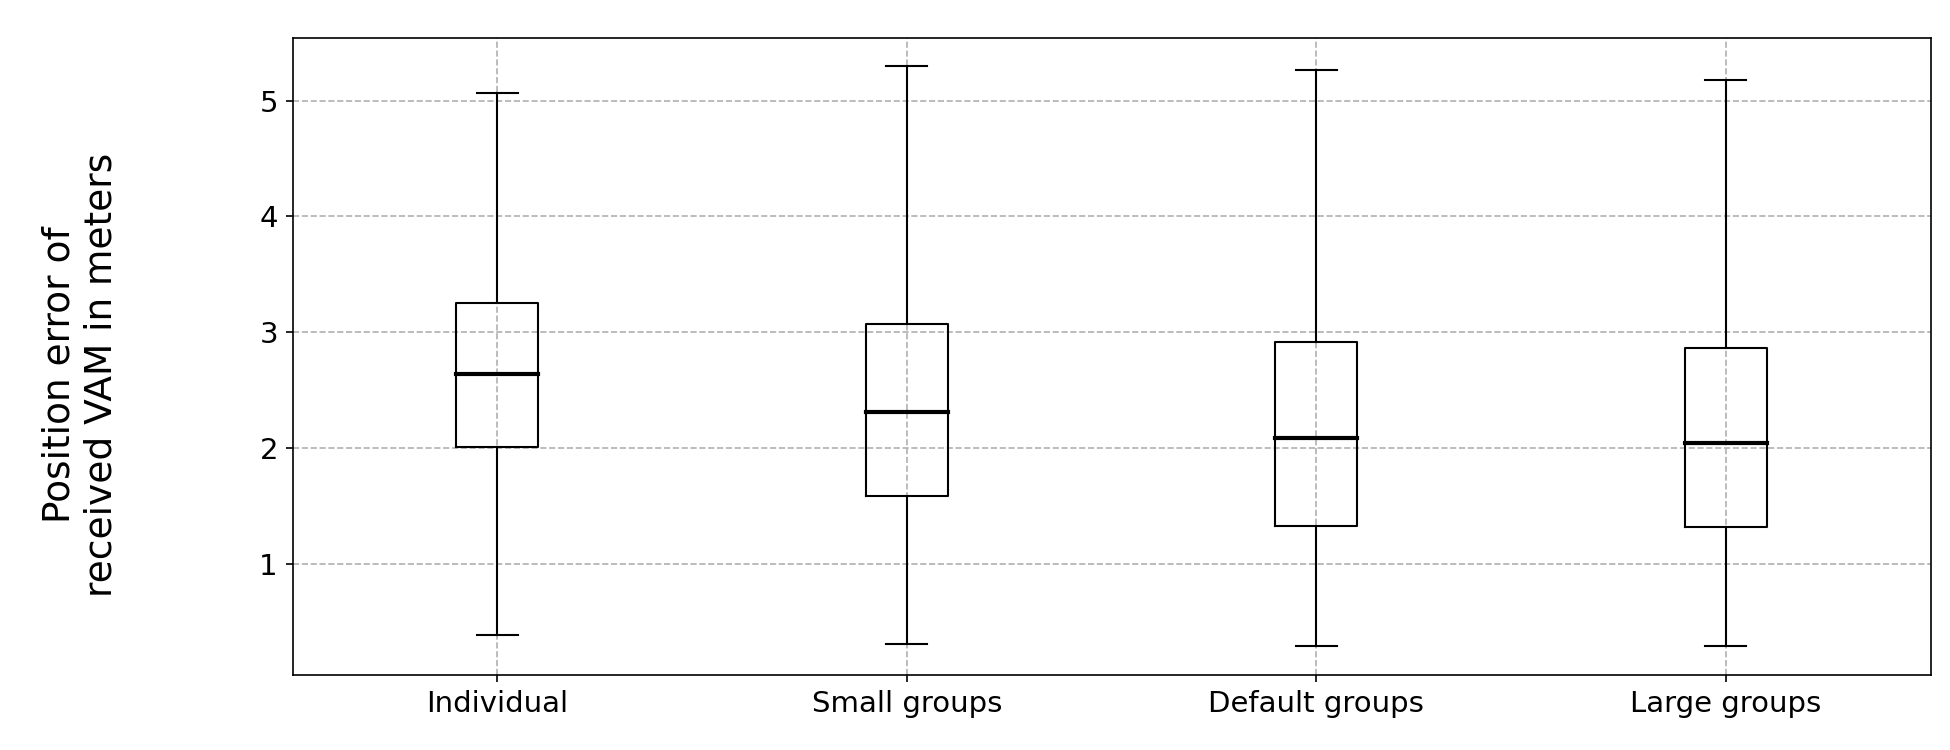 Position error of
received VAM in meters
5
4
3
2
1
Individual
Small groups
Default groups
Large groups